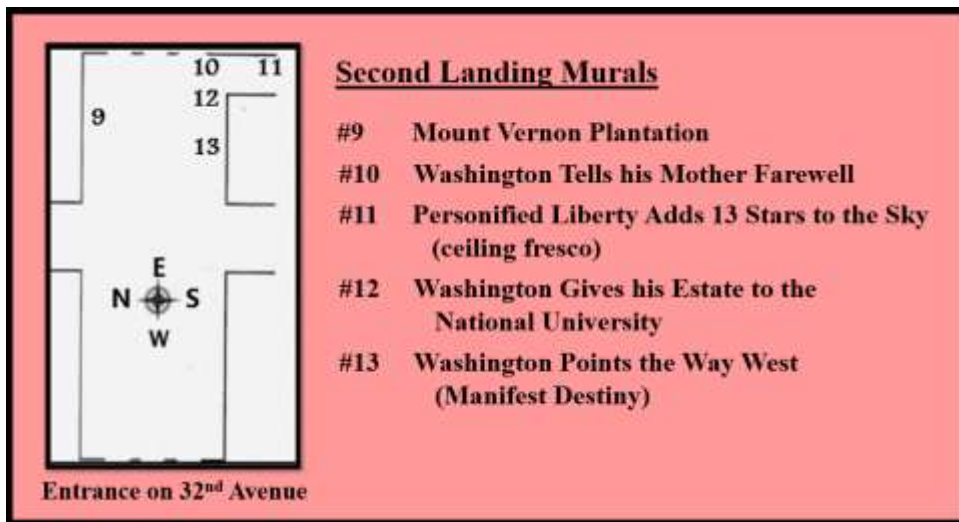 10 11
12
9
13
E
N S
W
Entrance on 32nd Avenue
Second Landing Murals
#9 Mount Vernon Plantation
#10 Washington Tells his Mother Farewell
#11 Personified Liberty Adds 13 Stars to the Sky
(ceiling fresco)
#12 Washington Gives his Estate to the
National University
#13 Washington Points the Way West
(Manifest Destiny)